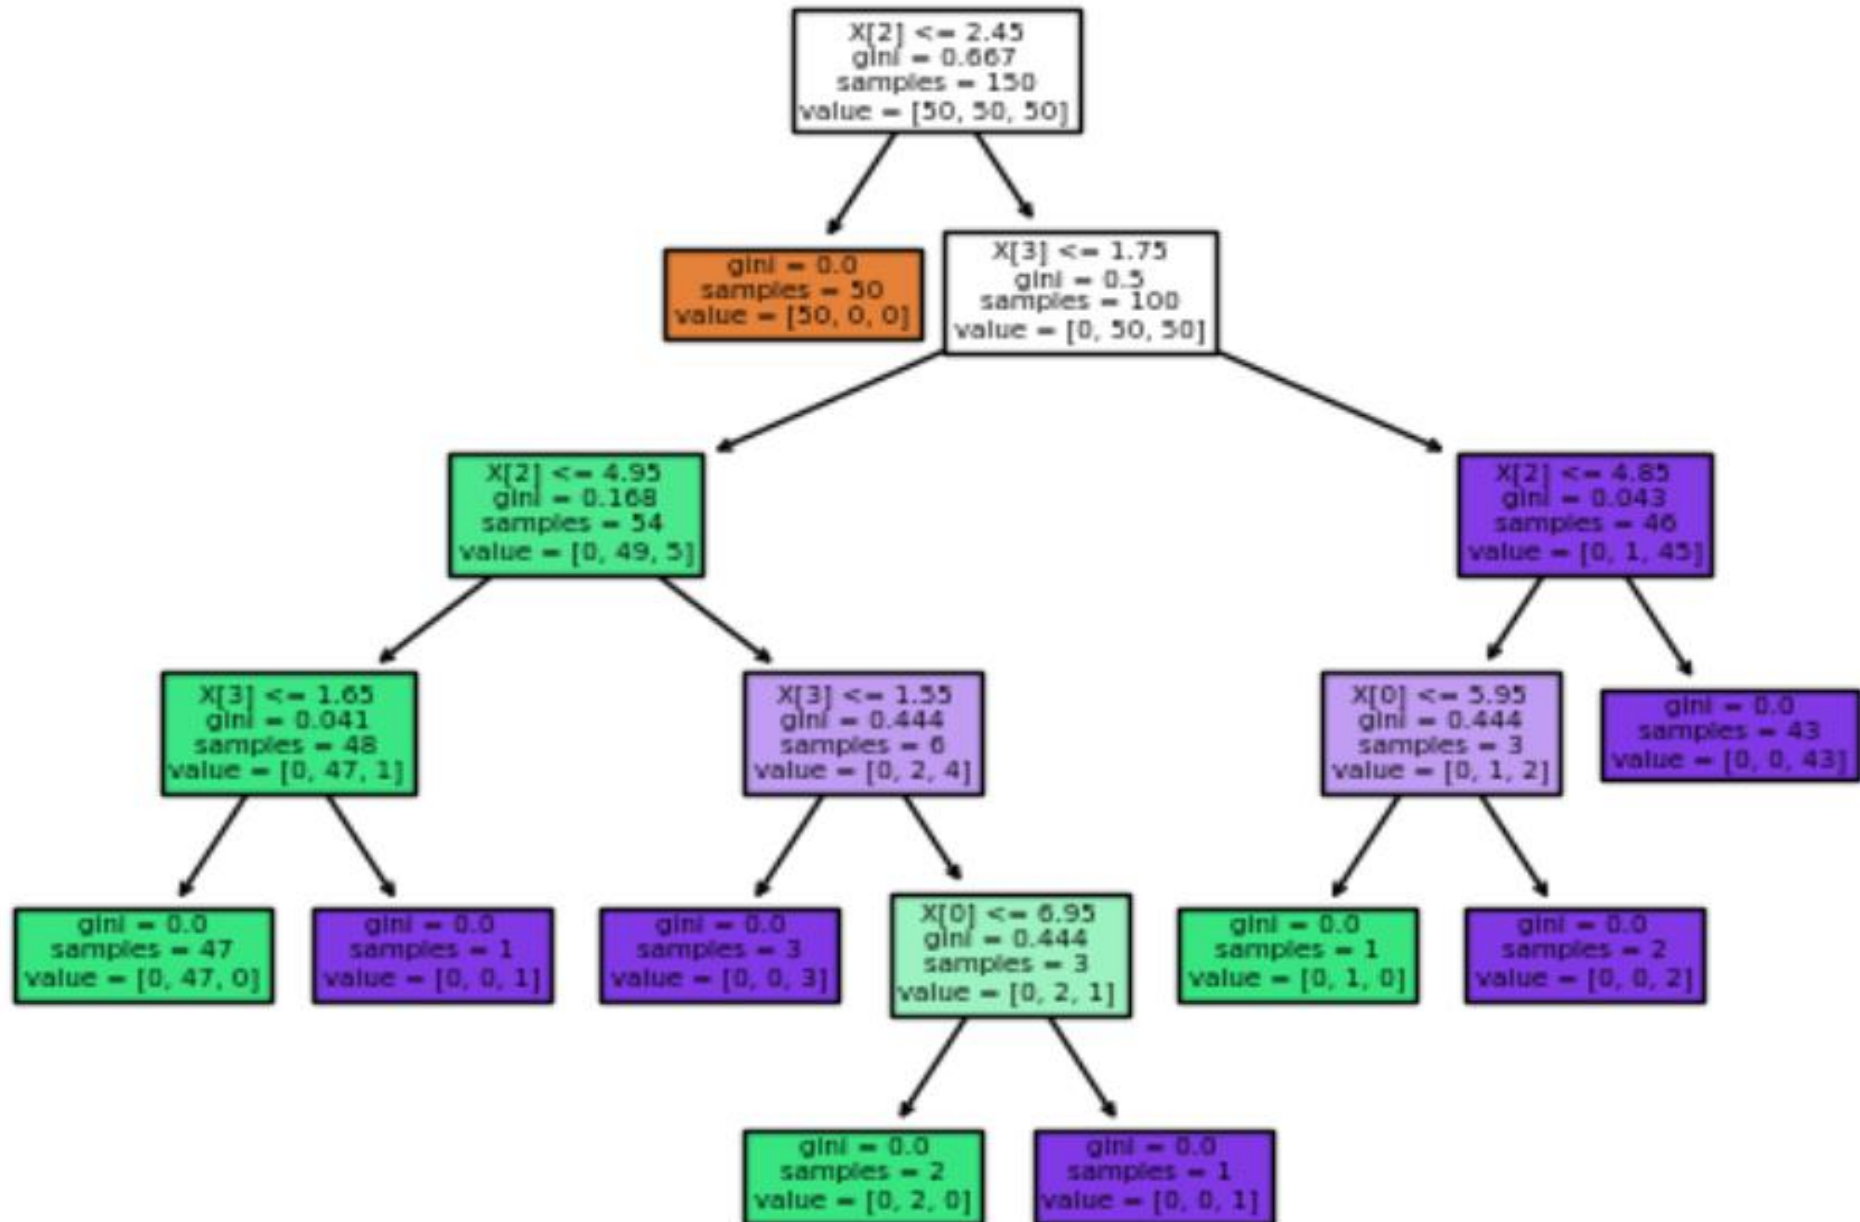 X[2] <= 2.45
gini = 0.667
samples = 150
value = [50, 50, 50]
gini = 0.0
samples = 50
value = [50, 0, 0]
X[3] <= 1.75
gini = 0.5
samples = 100
value = [0, 50, 50]
X[2] <= 4.95
gini = 0.168
samples = 54
value = [0, 49, 5]
X[2] <= 4.85
gini = 0.043
samples = 46
value = [0, 1, 45]
X[3] <= 1.65
gini = 0.041
samples = 48
value = [0, 47, 1]
X[3] <= 1.55
gini = 0.444
samples = 6
value = [0, 2, 4]
X[0] <= 5.95
gini = 0.444
samples = 3
value = [0, 1, 2]
gini = 0.0
samples = 43
value = [0, 0, 43]
gini = 0.0
samples = 47
value = [0, 47, 0]
gini = 0.0
samples = 1
value = [0, 0, 1]
gini = 0.0
samples = 3
value = [0, 0, 3]
X[0] <= 6.95
gini = 0.444
samples = 3
value = [0, 2, 1]
gini = 0.0
samples = 1
value = [0, 1, 0]
gini = 0.0
samples = 2
value = [0, 0, 2]
gini = 0.0
samples = 2
value = [0, 2, 0]
gini = 0.0
samples = 1
value = [0, 0, 1]